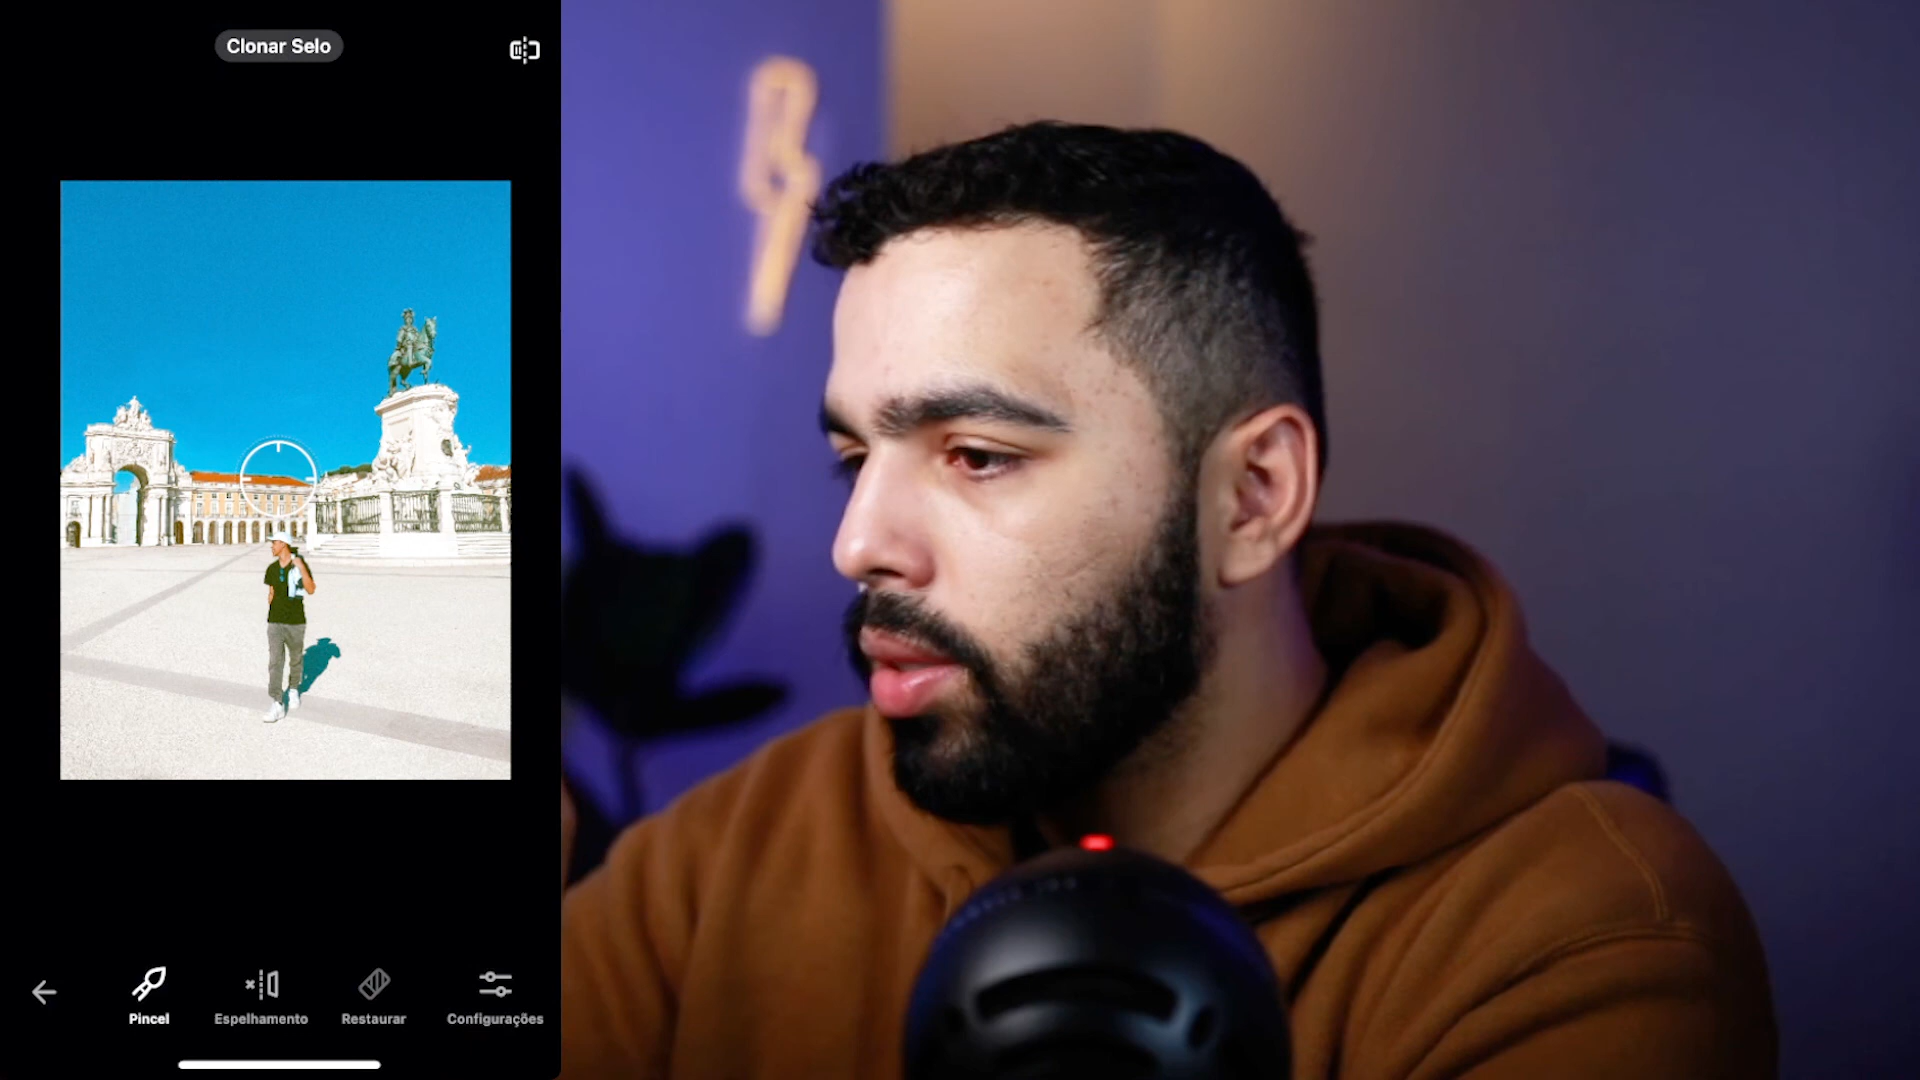 Clonar Selo
Pincel
Espelhamento
Restaurar
Configurações